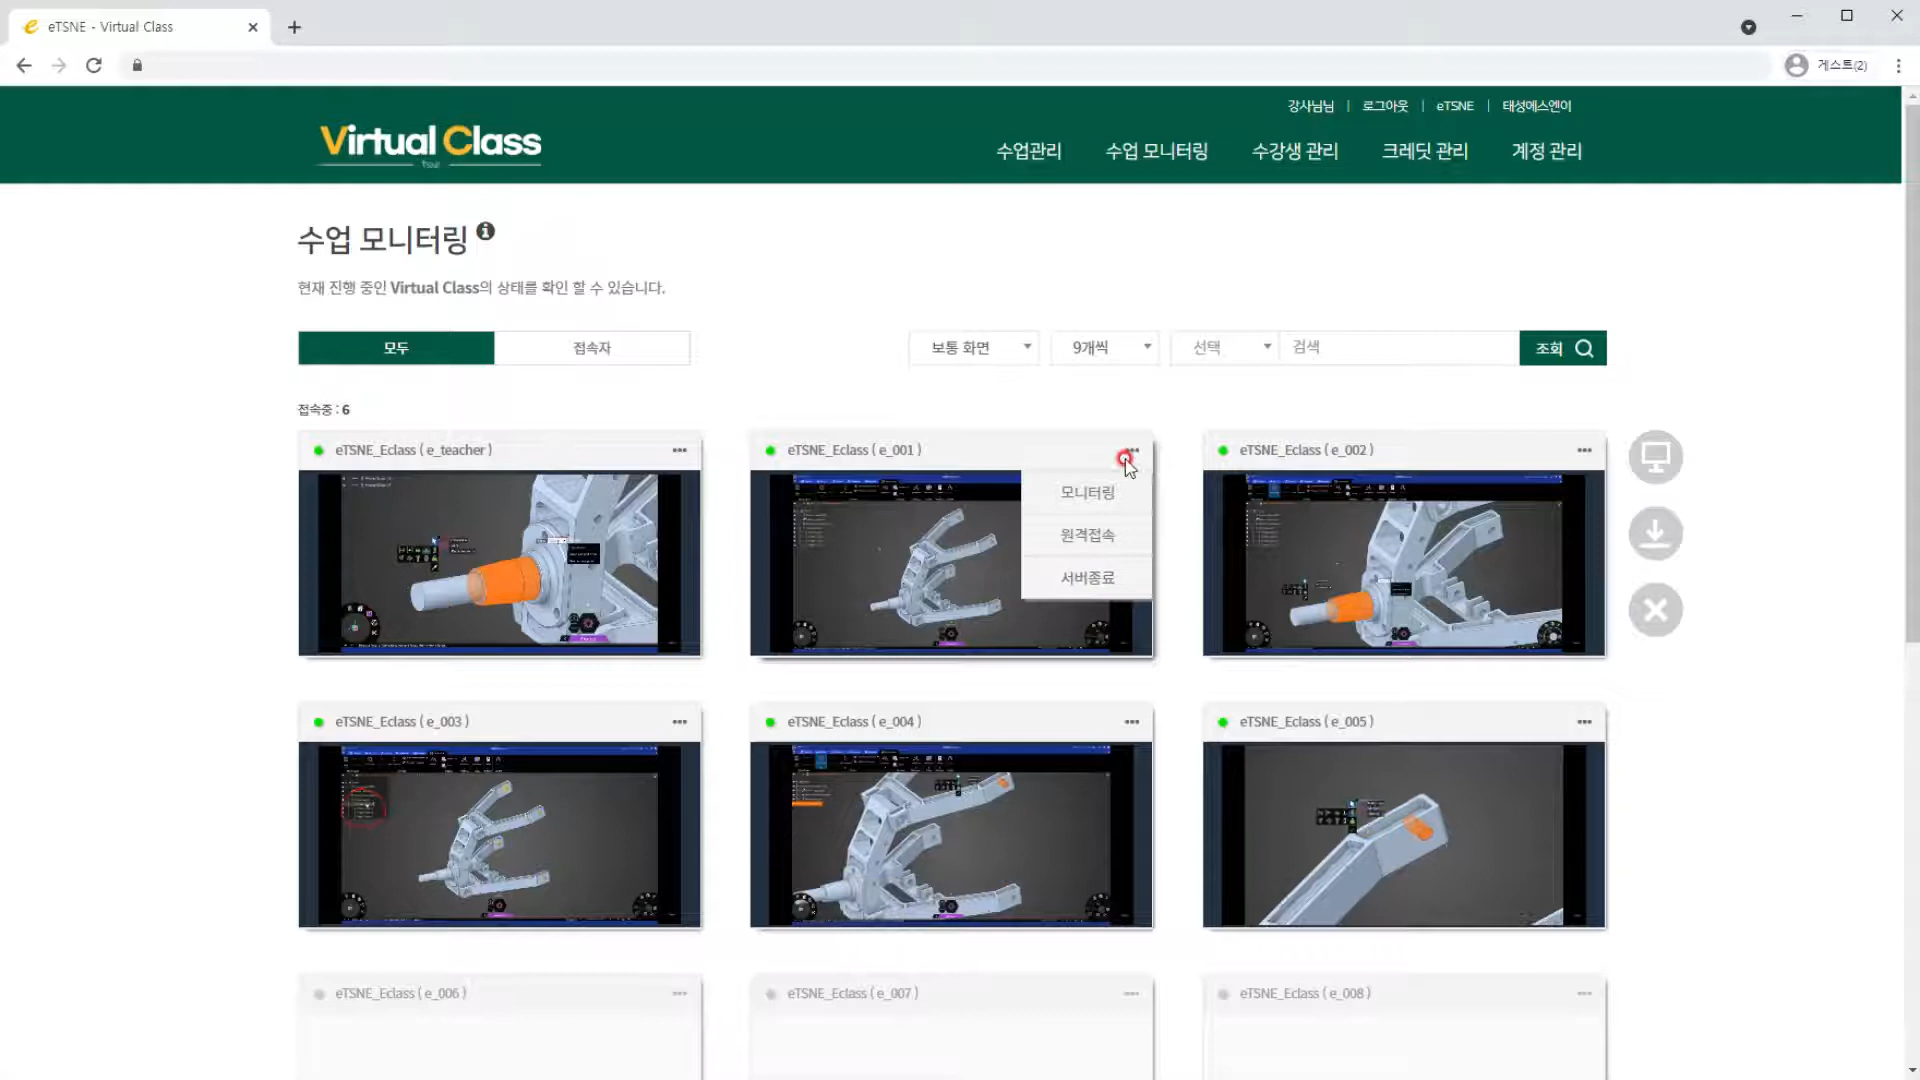 eTSNE - Virtual Class
게스트(2)
강사님님 | 로그아웃 | eTSNE | 태성에스엔이
Virtual Class
tsne
수업관리 수업 모니터링 수강생 관리 크레딧 관리 계정 관리
수업 모니터링
현재 진행 중인 Virtual Class의 상태를 확인 할 수 있습니다.
모두 접속자 보통 화면 9개씩 선택 검색 조회
접속중 : 6
eTSNE_Eclass ( e_teacher )
eTSNE_Eclass ( e_001 )
eTSNE_Eclass ( e_002 )
모니터링
원격접속
서버종료
eTSNE_Eclass ( e_003 )
eTSNE_Eclass ( e_004 )
eTSNE_Eclass ( e_005 )
eTSNE_Eclass ( e_006 )
eTSNE_Eclass ( e_007 )
eTSNE_Eclass ( e_008 )